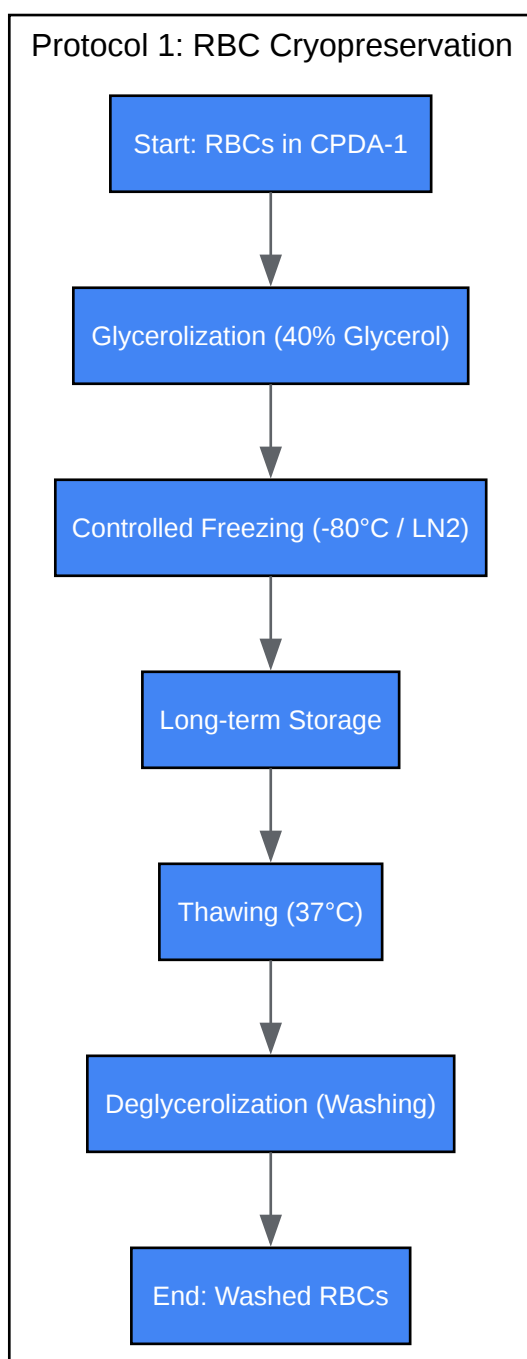 Protocol 1: RBC Cryopreservation
Start: RBCs in CPDA-1
Glycerolization (40% Glycerol)
Controlled Freezing (-80°C / LN2)
Long-term Storage
Thawing (37°C)
Deglycerolization (Washing)
End: Washed RBCs